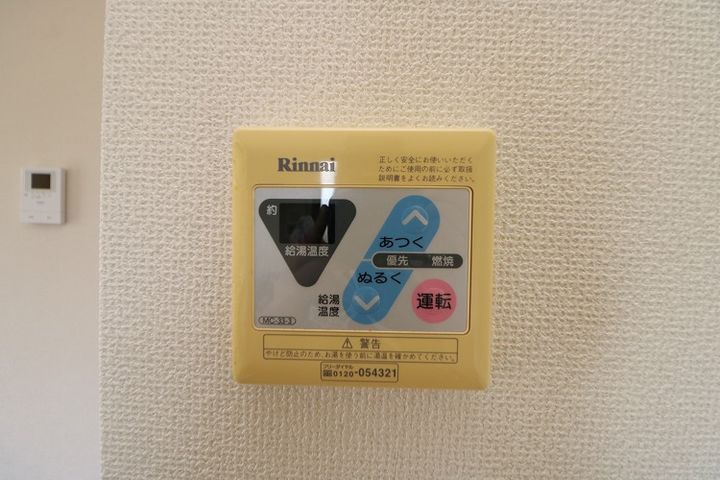 Rinnai
正しく安全にお使いいただく
ためにご使用の前に必ず取扱
説明書をよくお読みください。
約
給湯温度
あつく
優先 燃焼
ぬるく
給湯
温度
運転
MC-33-3
⚠ 警告
やけど防止のため、お湯を使う前に湯温を確かめてください。
フリーダイヤル
0120-054321